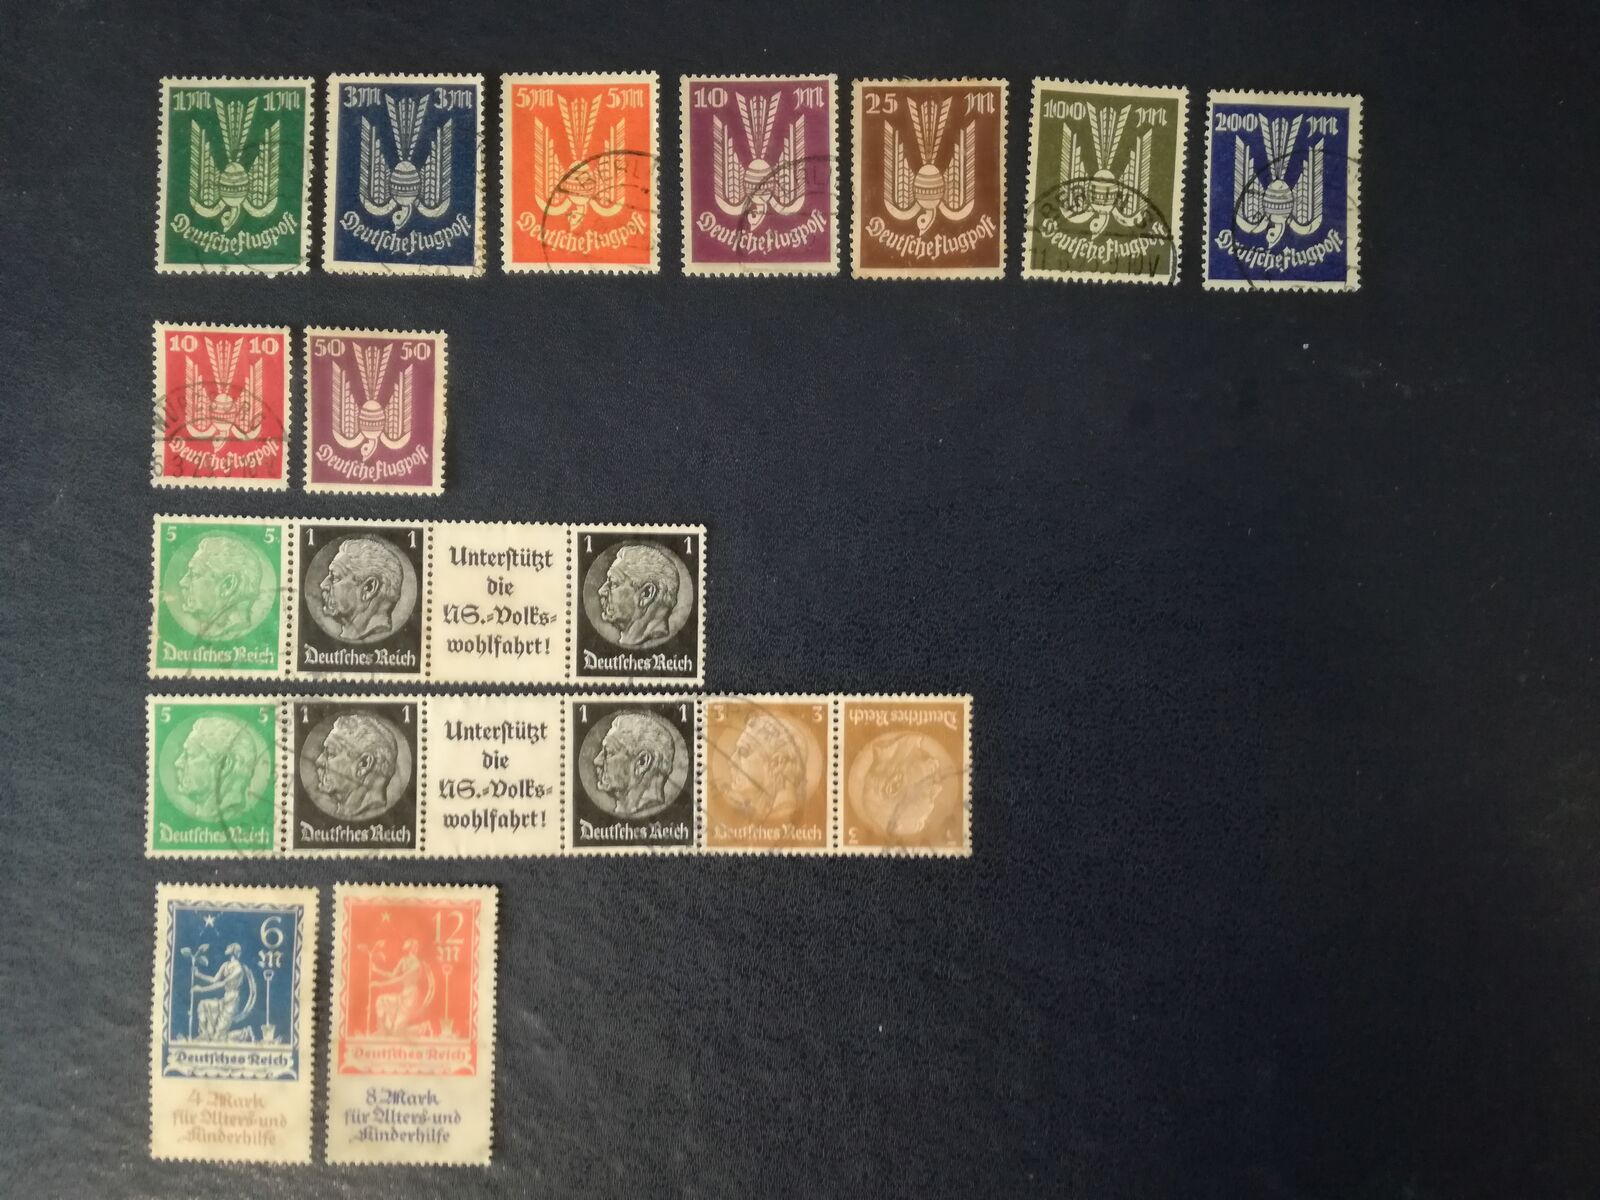 1M 1M
Deutsche Flugpost
3M 3M
Deutsche Flugpost
5M 5M
BERL
Deutsche Flugpost
10 M
Deutsche Flugpost
25 M
Deutsche Flugpost
100 M
BERLIN
Deutsche Flugpost
200 M
Deutsche Flugpost
10 10
Deutsche Flugpost
50 50
Deutsche Flugpost
5 5
Deutsches Reich
1 1
Deutsches Reich
Unterstützt
die
NS.=Volks=
wohlfahrt!
1 1
Deutsches Reich
5 5
Deutsches Reich
1 1
Deutsches Reich
Unterstützt
die
NS.=Volks=
wohlfahrt!
1 1
Deutsches Reich
3 3
Deutsches Reich
3 3
Deutsches Reich
6
M
Deutsches Reich
4 Mark
für Alters- und
Kinderhilfe
12
M
Deutsches Reich
8 Mark
für Alters- und
Kinderhilfe